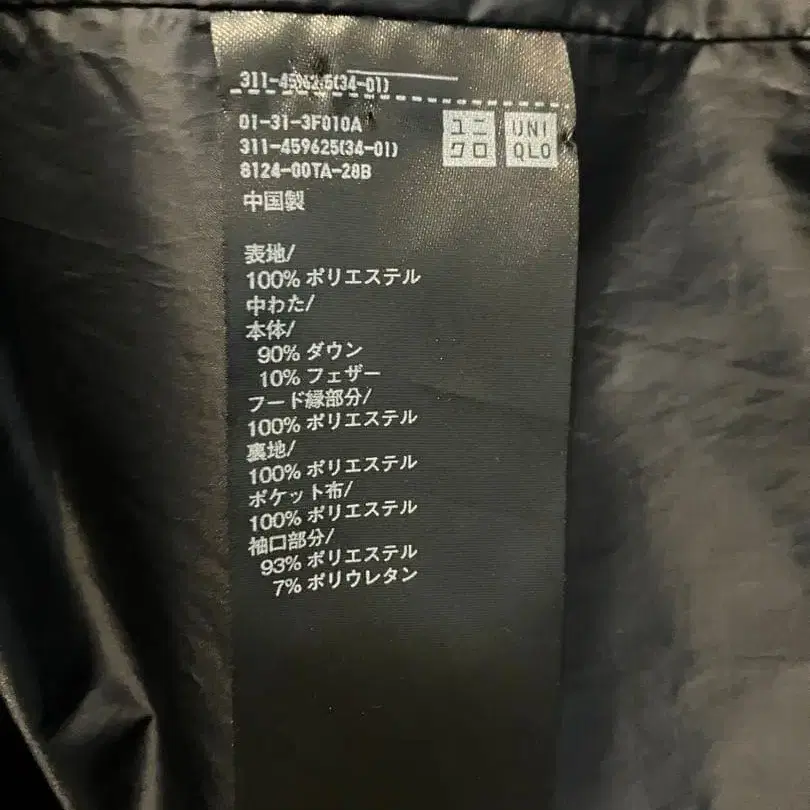 311-459625(34-01)
01-31-3F010A
311-459625(34-01)
8124-00TA-28B
ユニ
クロ
UNI
QLO
中国製
表地/
100% ポリエステル
中わた/
本体/
90% ダウン
10% フェザー
フード縁部分/
100% ポリエステル
裏地/
100% ポリエステル
ポケット布/
100% ポリエステル
袖口部分/
93% ポリエステル
7% ポリウレタン